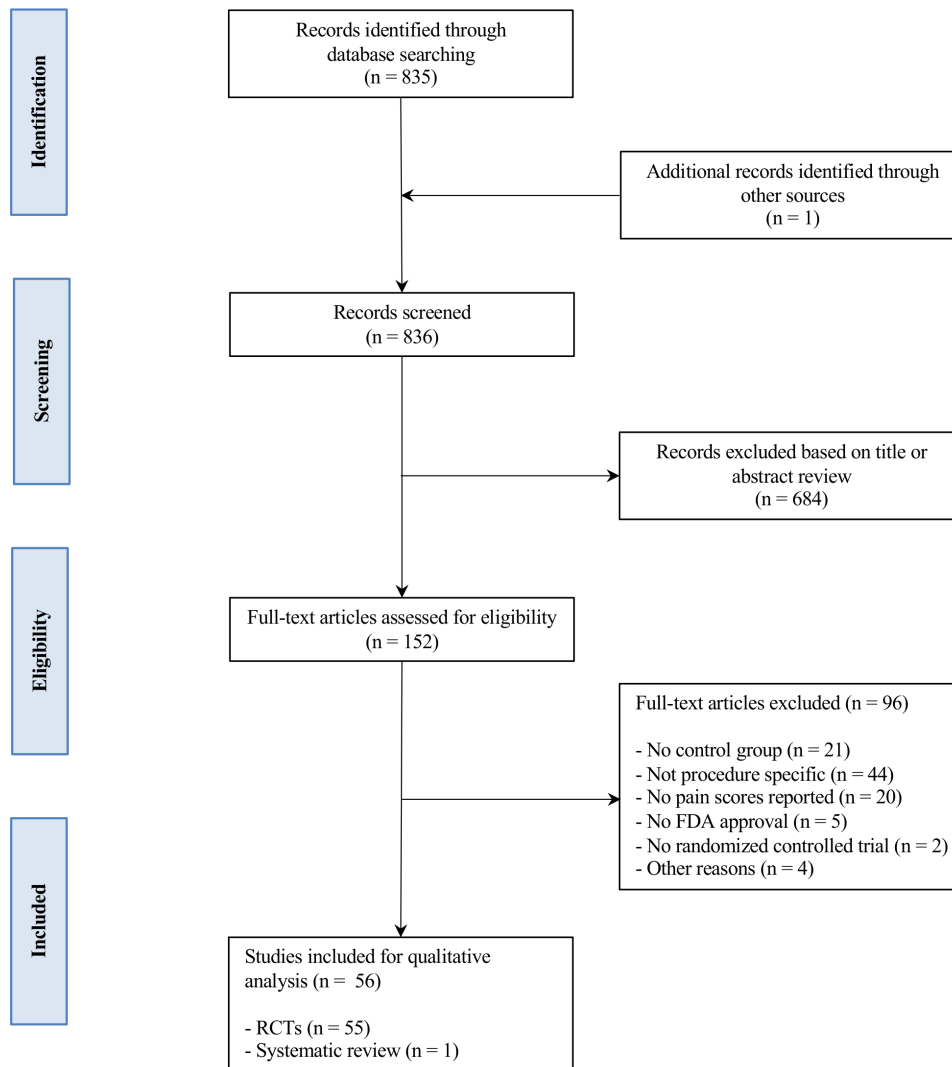 Identification
Records identified through
database searching
(n = 835)
Additional records identified through
other sources
(n = 1)
Screening
Records screened
(n = 836)
Records excluded based on title or
abstract review
(n = 684)
Eligibility
Full-text articles assessed for eligibility
(n = 152)
Full-text articles excluded (n = 96)
- No control group (n = 21)
- Not procedure specific (n = 44)
- No pain scores reported (n = 20)
- No FDA approval (n = 5)
- No randomized controlled trial (n = 2)
- Other reasons (n = 4)
Included
Studies included for qualitative
analysis (n = 56)
- RCTs (n = 55)
- Systematic review (n = 1)